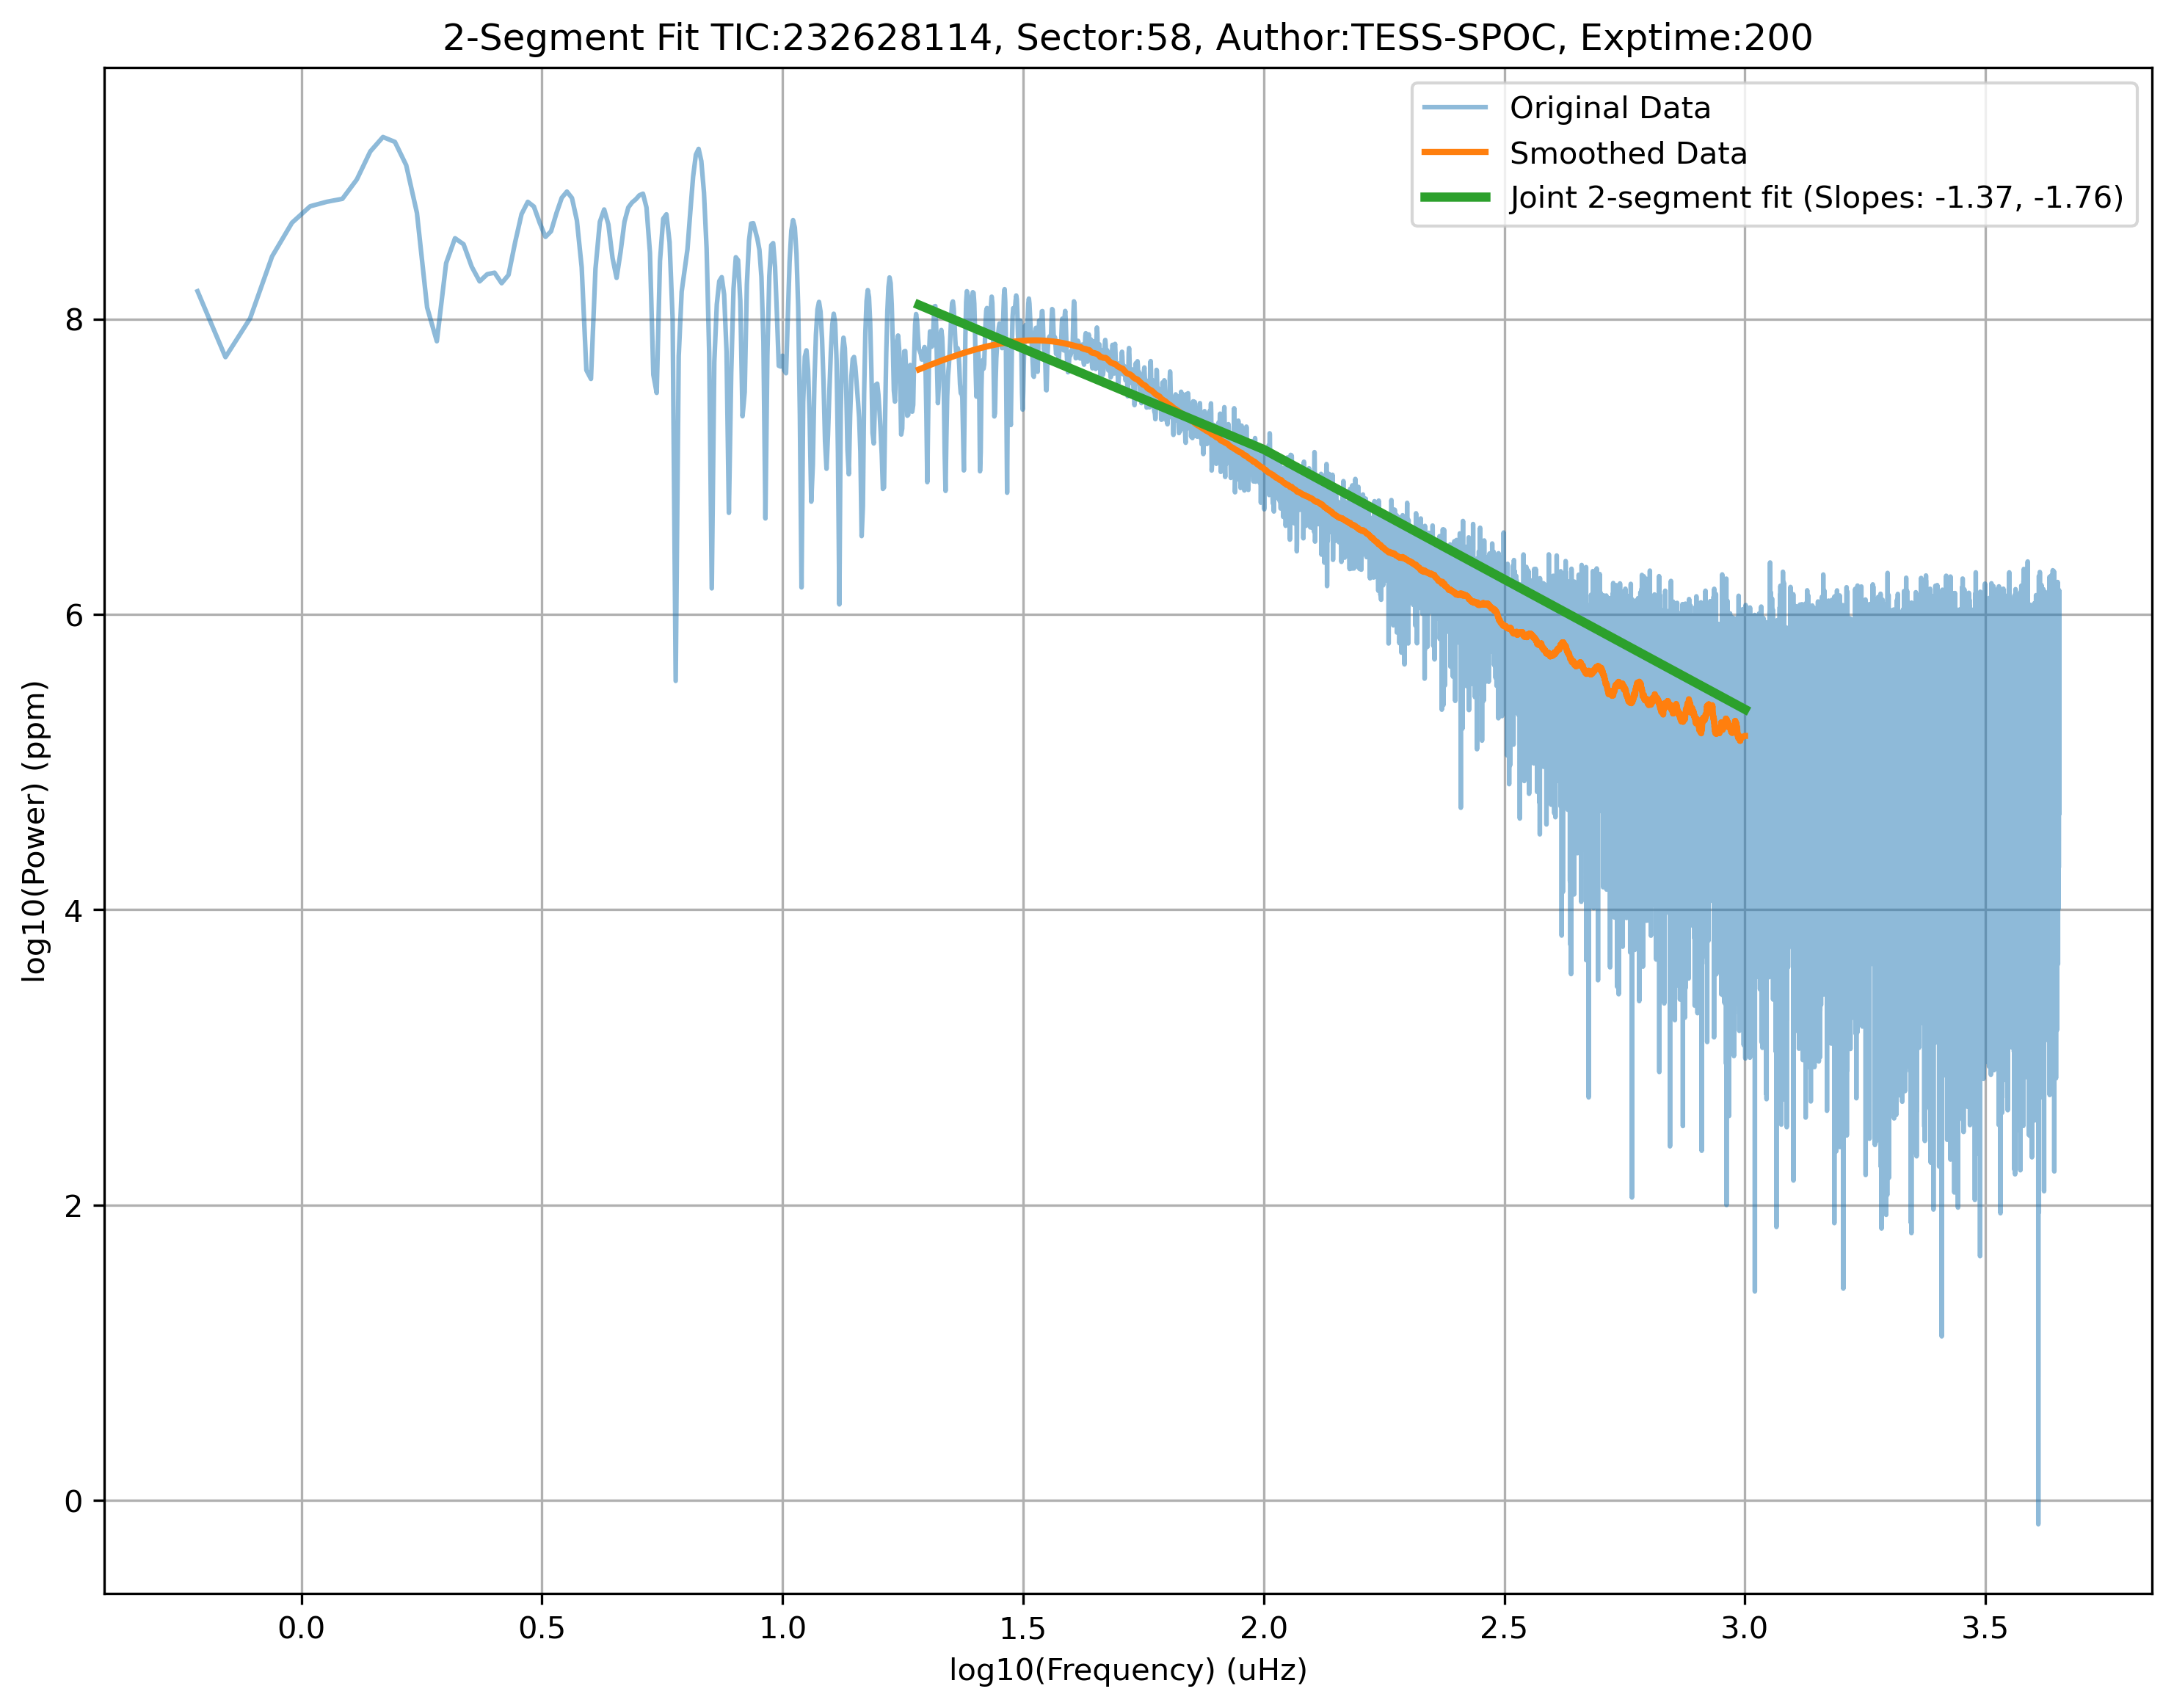 2-Segment Fit TIC:232628114, Sector:58, Author:TESS-SPOC, Exptime:200
Original Data
Smoothed Data
Joint 2-segment fit (Slopes: -1.37, -1.76)
log10(Power) (ppm)
8
6
4
2
0
0.0 0.5 1.0 1.5 2.0 2.5 3.0 3.5
log10(Frequency) (uHz)